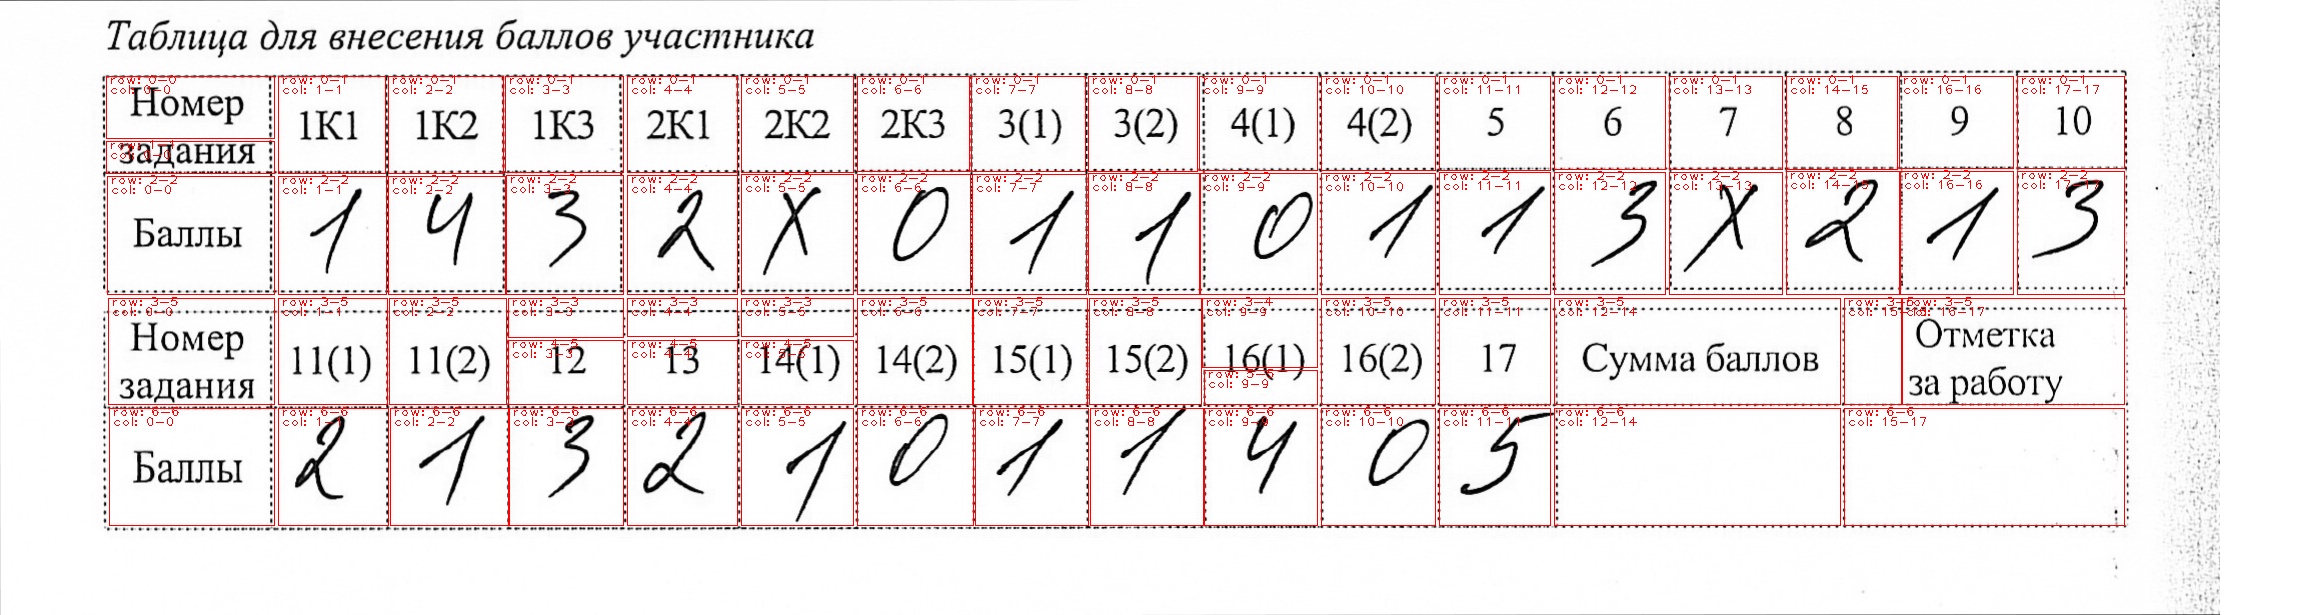 Таблица для внесения баллов участника
Номер задания 1К1 1К2 1К3 2К1 2К2 2К3 3(1) 3(2) 4(1) 4(2) 5 6 7 8 9 10
Баллы 1 4 3 2 X 0 1 1 0 1 1 3 X 2 1 3
Номер задания 11(1) 11(2) 12 13 14(1) 14(2) 15(1) 15(2) 16(1) 16(2) 17 Сумма баллов Отметка за работу
Баллы 2 1 3 2 1 0 1 1 4 0 5